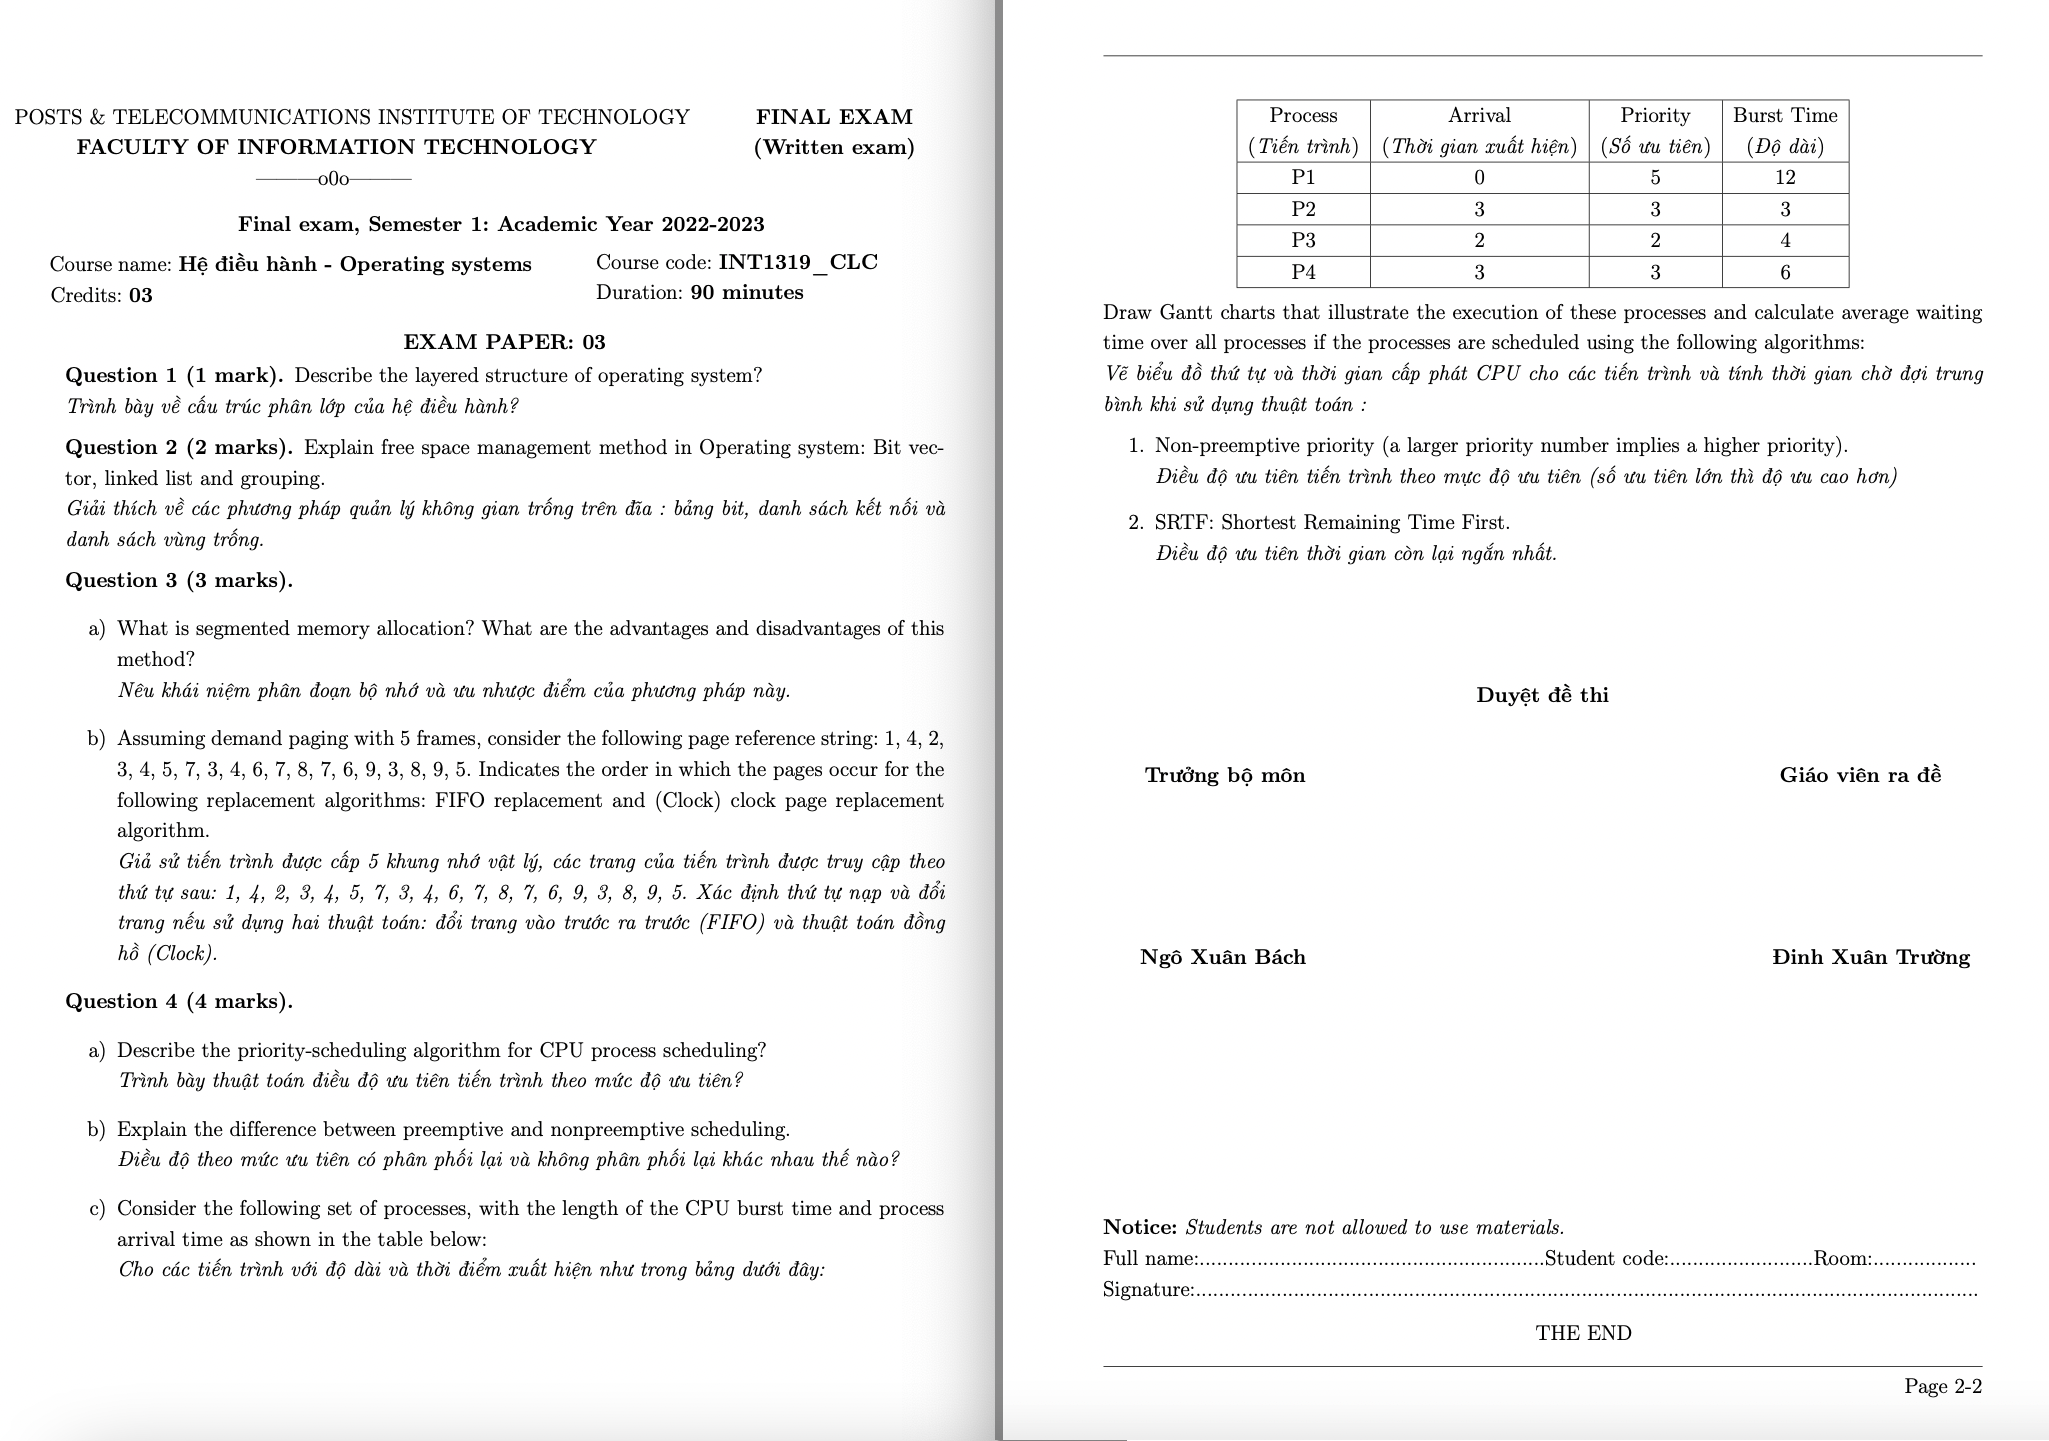 POSTS & TELECOMMUNICATIONS INSTITUTE OF TECHNOLOGY
FACULTY OF INFORMATION TECHNOLOGY
———o0o———
FINAL EXAM
(Written exam)
Final exam, Semester 1: Academic Year 2022-2023
Course name: Hệ điều hành - Operating systems
Course code: INT1319_CLC
Credits: 03
Duration: 90 minutes
EXAM PAPER: 03
Question 1 (1 mark). Describe the layered structure of operating system?
Trình bày về cấu trúc phân lớp của hệ điều hành?
Question 2 (2 marks). Explain free space management method in Operating system: Bit vec-
tor, linked list and grouping.
Giải thích về các phương pháp quản lý không gian trống trên đĩa : bảng bit, danh sách kết nối và
danh sách vùng trống.
Question 3 (3 marks).
a) What is segmented memory allocation? What are the advantages and disadvantages of this
method?
Nêu khái niệm phân đoạn bộ nhớ và ưu nhược điểm của phương pháp này.
b) Assuming demand paging with 5 frames, consider the following page reference string: 1, 4, 2,
3, 4, 5, 7, 3, 4, 6, 7, 8, 7, 6, 9, 3, 8, 9, 5. Indicates the order in which the pages occur for the
following replacement algorithms: FIFO replacement and (Clock) clock page replacement
algorithm.
Giả sử tiến trình được cấp 5 khung nhớ vật lý, các trang của tiến trình được truy cập theo
thứ tự sau: 1, 4, 2, 3, 4, 5, 7, 3, 4, 6, 7, 8, 7, 6, 9, 3, 8, 9, 5. Xác định thứ tự nạp và đổi
trang nếu sử dụng hai thuật toán: đổi trang vào trước ra trước (FIFO) và thuật toán đồng
hồ (Clock).
Question 4 (4 marks).
a) Describe the priority-scheduling algorithm for CPU process scheduling?
Trình bày thuật toán điều độ ưu tiên tiến trình theo mức độ ưu tiên?
b) Explain the difference between preemptive and nonpreemptive scheduling.
Điều độ theo mức ưu tiên có phân phối lại và không phân phối lại khác nhau thế nào?
c) Consider the following set of processes, with the length of the CPU burst time and process
arrival time as shown in the table below:
Cho các tiến trình với độ dài và thời điểm xuất hiện như trong bảng dưới đây:
Process Arrival Priority Burst Time
(Tiến trình) (Thời gian xuất hiện) (Số ưu tiên) (Độ dài)
P1 0 5 12
P2 3 3 3
P3 2 2 4
P4 3 3 6
Draw Gantt charts that illustrate the execution of these processes and calculate average waiting
time over all processes if the processes are scheduled using the following algorithms:
Vẽ biểu đồ thứ tự và thời gian cấp phát CPU cho các tiến trình và tính thời gian chờ đợi trung
bình khi sử dụng thuật toán :
1. Non-preemptive priority (a larger priority number implies a higher priority).
Điều độ ưu tiên tiến trình theo mực độ ưu tiên (số ưu tiên lớn thì độ ưu cao hơn)
2. SRTF: Shortest Remaining Time First.
Điều độ ưu tiên thời gian còn lại ngắn nhất.
Duyệt đề thi
Trưởng bộ môn
Giáo viên ra đề
Ngô Xuân Bách
Đinh Xuân Trường
Notice: Students are not allowed to use materials.
Full name:............................................................Student code:.........................Room:..................
Signature:........................................................................................................................................
THE END
Page 2-2